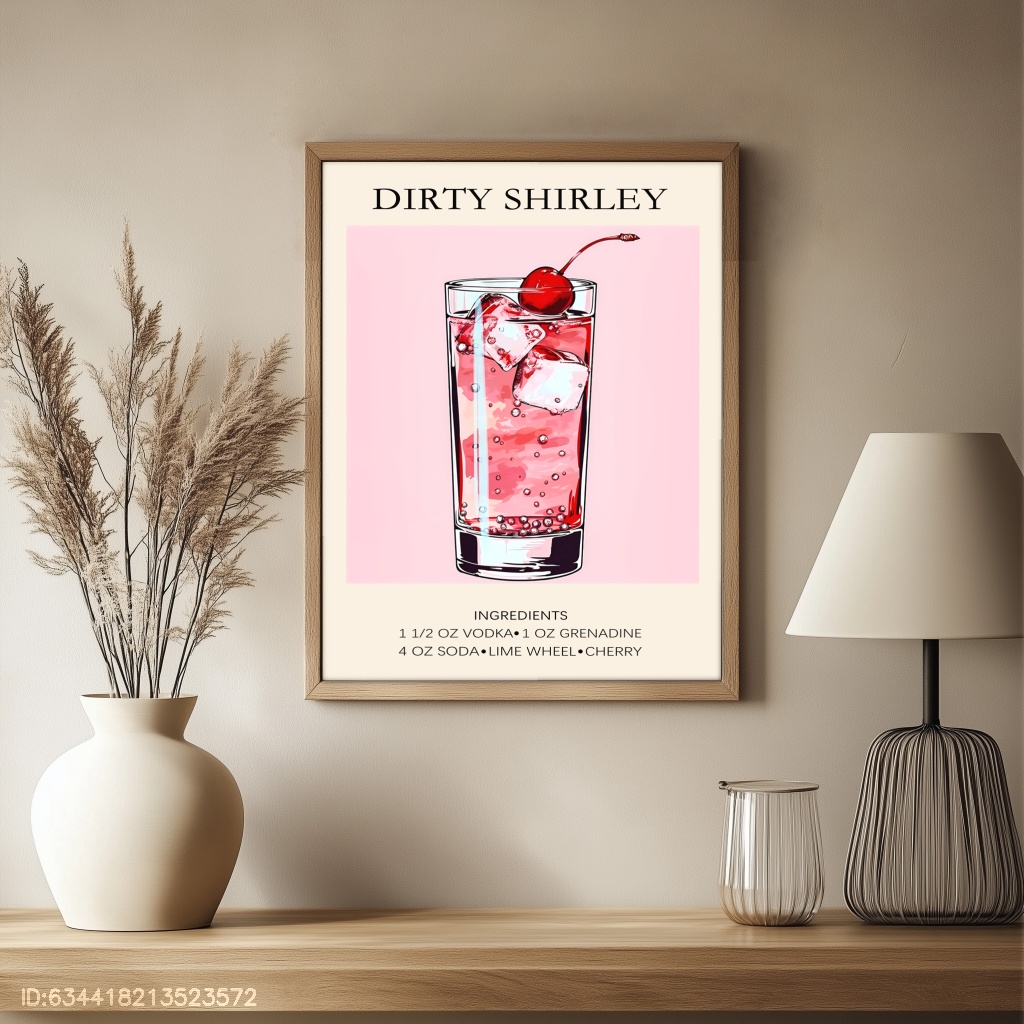 DIRTY SHIRLEY
INGREDIENTS
1 1/2 OZ VODKA•1 OZ GRENADINE
4 OZ SODA•LIME WHEEL•CHERRY
ID:634418213523572